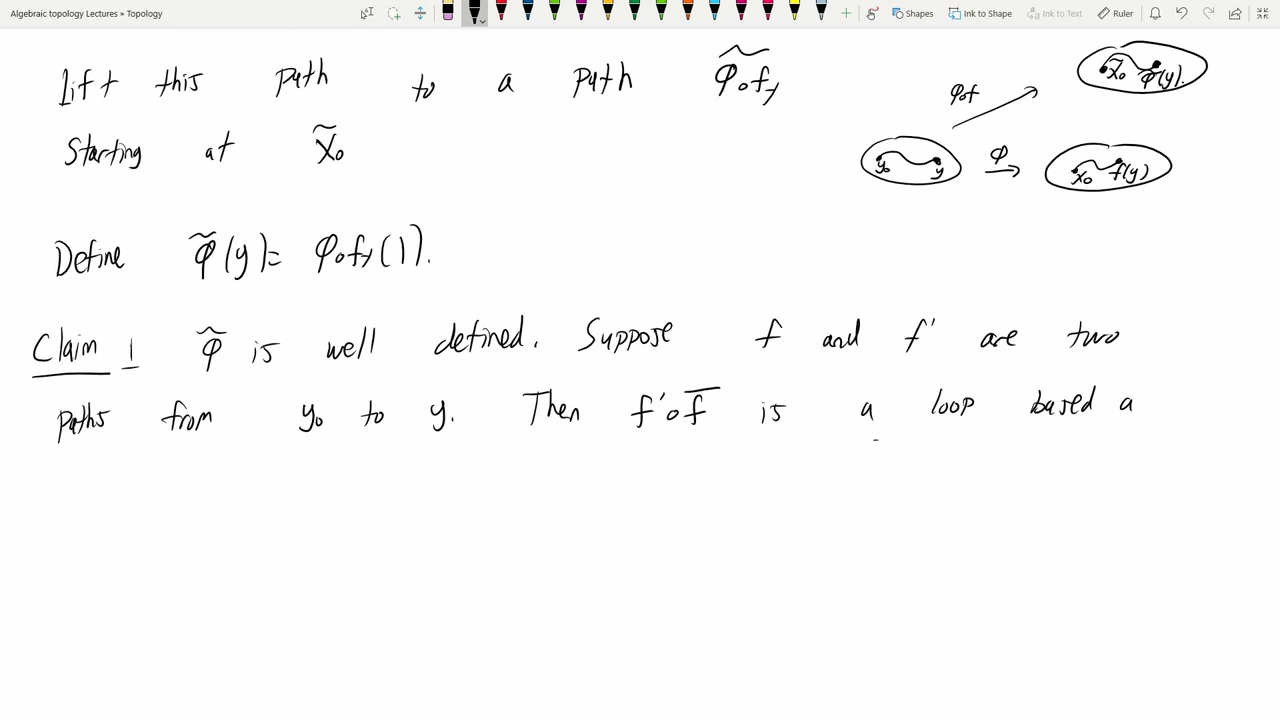 Algebraic topology Lectures » Topology
Shapes
Ink to Shape
Ink to Text
Ruler
Lift this path to a path φ̃∘f_y
Starting at x̃₀
x̃₀ φ̃(y).
φ∘f
y₀ y
φ
x₀ f(y)
Define φ̃(y) = φ∘f_y(1).
Claim 1 φ̃ is well defined. Suppose f and f' are two
paths from y₀ to y. Then f'∘f̅ is a loop based a